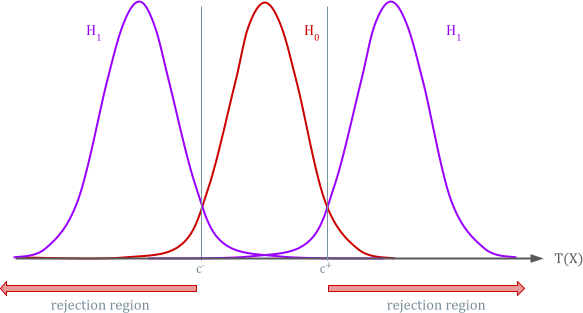 H₁ H₀ H₁
T(X)
c⁻ c⁺
rejection region rejection region